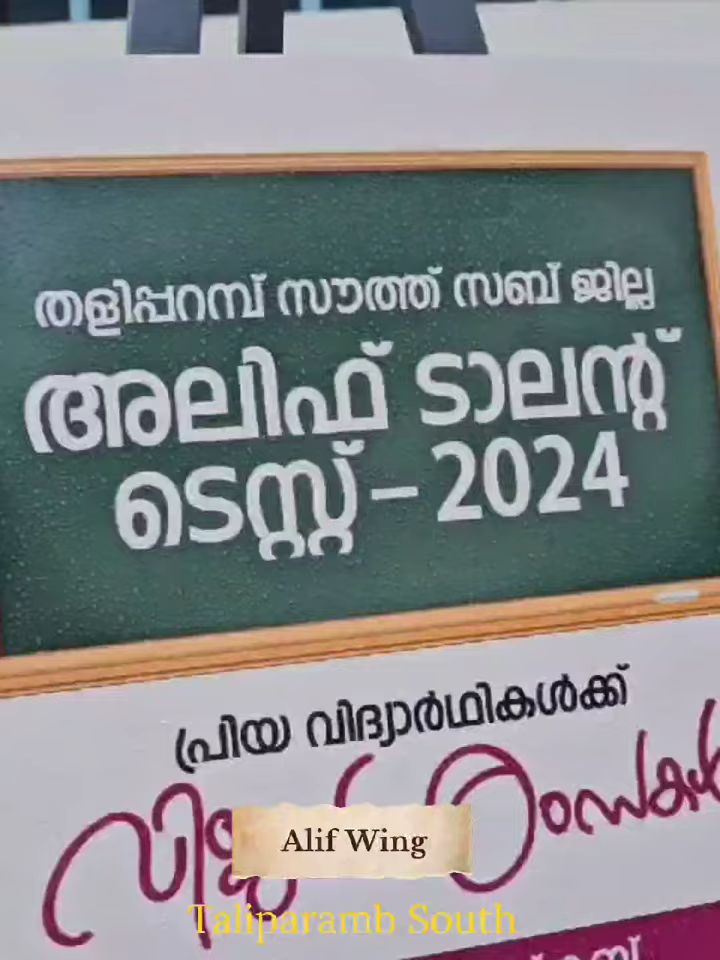 തളിപ്പറമ്പ് സൗത്ത് സബ് ജില്ല
അലിഫ് ടാലന്റ്
ടെസ്റ്റ് – 2024
പ്രിയ വിദ്യാർഥികൾക്ക്
Alif Wing
Taliparamb South